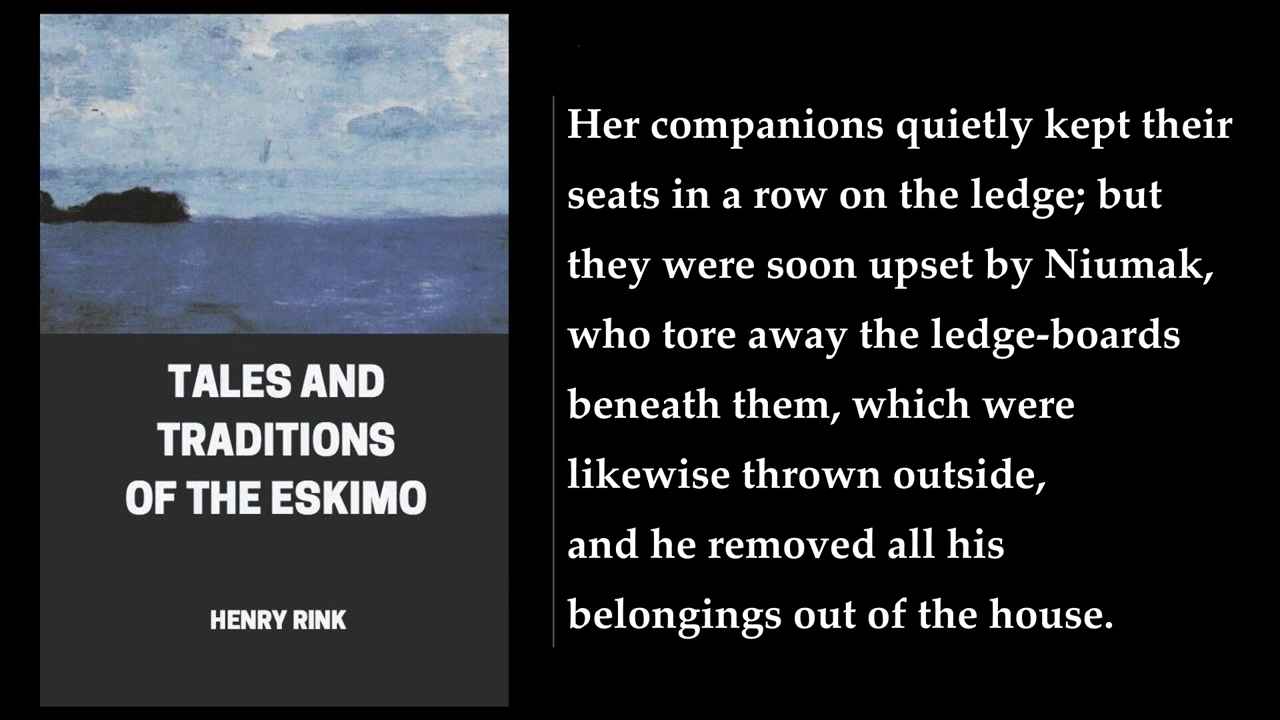 TALES AND
TRADITIONS
OF THE ESKIMO
HENRY RINK
Her companions quietly kept their
seats in a row on the ledge; but
they were soon upset by Niumak,
who tore away the ledge-boards
beneath them, which were
likewise thrown outside,
and he removed all his
belongings out of the house.